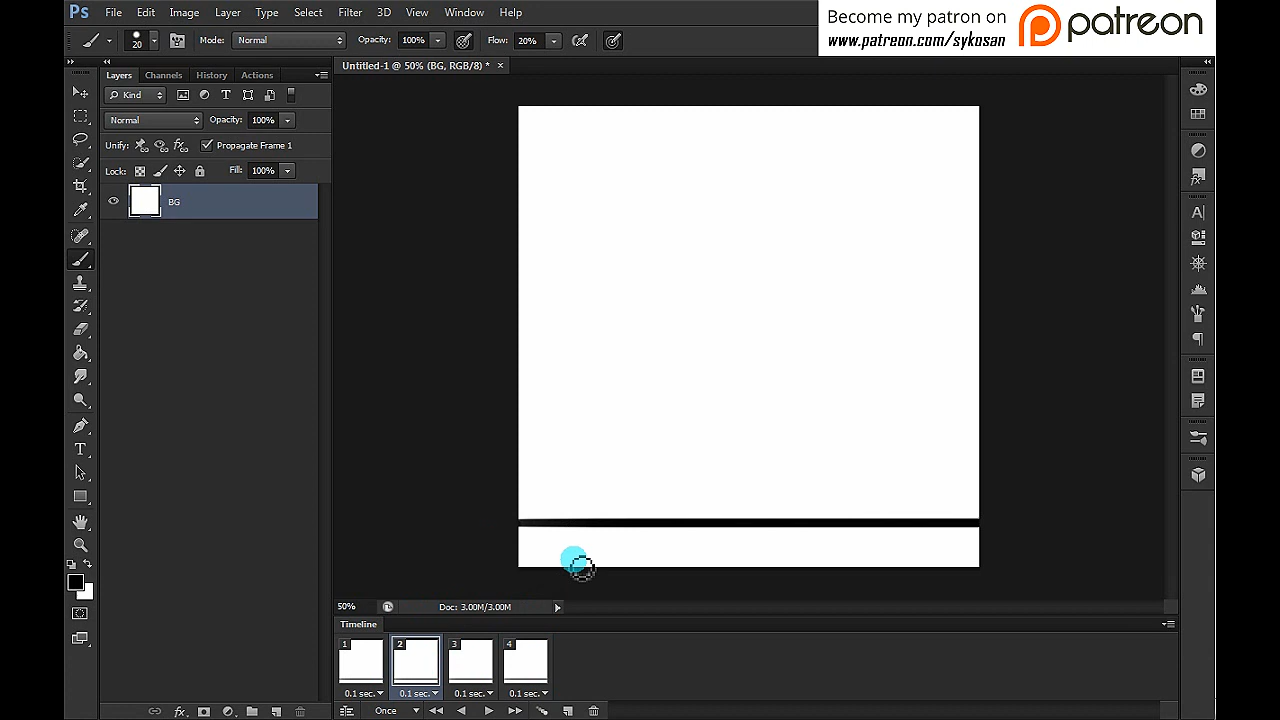 Ps File Edit Image Layer Type Select Filter 3D View Window Help
Become my patron on patreon
www.patreon.com/sykosan
20 Mode: Normal Opacity: 100% Flow: 20%
Layers Channels History Actions
Untitled-1 @ 50% (BG, RGB/8) * ×
Kind
Normal Opacity: 100%
Unify: Propagate Frame 1
Lock: Fill: 100%
BG
50% Doc: 3.00M/3.00M
Timeline
1 2 3 4
0.1 sec. 0.1 sec. 0.1 sec. 0.1 sec.
Once